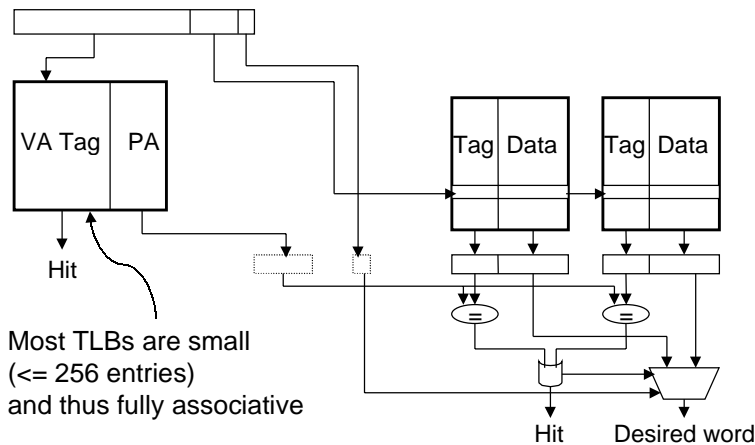 VA Tag PA
Tag Data Tag Data
Hit
= =
Most TLBs are small
(<= 256 entries)
and thus fully associative
Hit Desired word